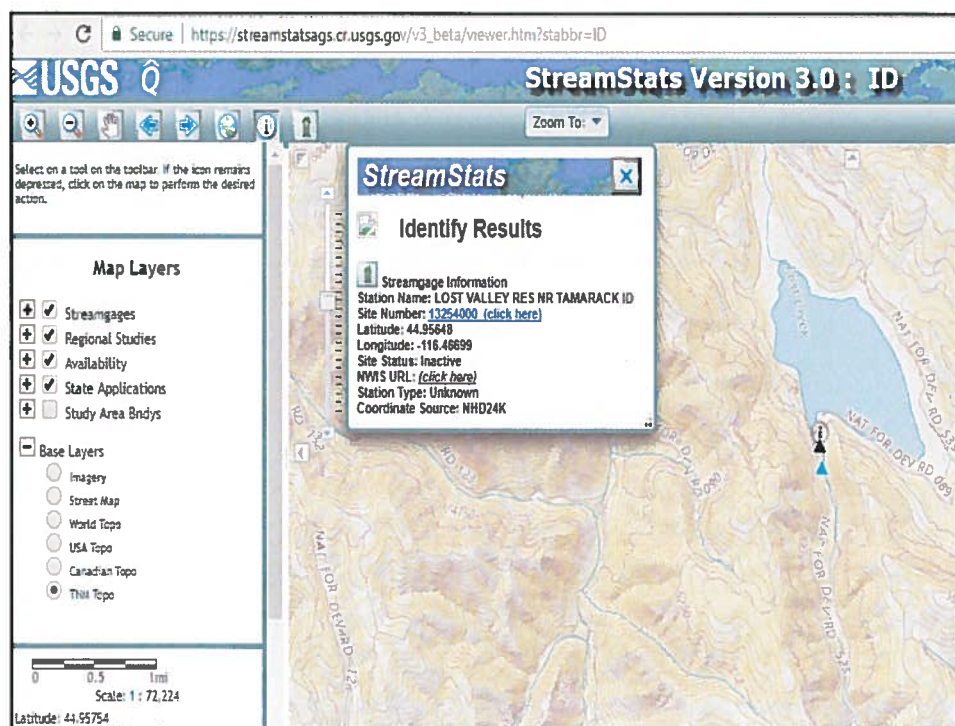 Secure | https://streamstatsags.cr.usgs.gov/v3_beta/viewer.htm?stabbr=ID
USGS
StreamStats Version 3.0 : ID
Zoom To:
Select on a tool on the toolbar. If the icon remains
depressed, click on the map to perform the desired
action.
Map Layers
Streamgages
Regional Studies
Availability
State Applications
Study Area Bndys
Base Layers
Imagery
Street Map
World Topo
USA Topo
Canadian Topo
TNM Topo
0 0.5 1mi
Scale: 1 : 72,224
Latitude: 44.95754
StreamStats
Identify Results
Streamgage Information
Station Name: LOST VALLEY RES NR TAMARACK ID
Site Number: 13254000 (click here)
Latitude: 44.95648
Longitude: -116.46699
Site Status: Inactive
NWIS URL: (click here)
Station Type: Unknown
Coordinate Source: NHD24K
NAT FOR DEV RD 089
NAT FOR DEV RD 525